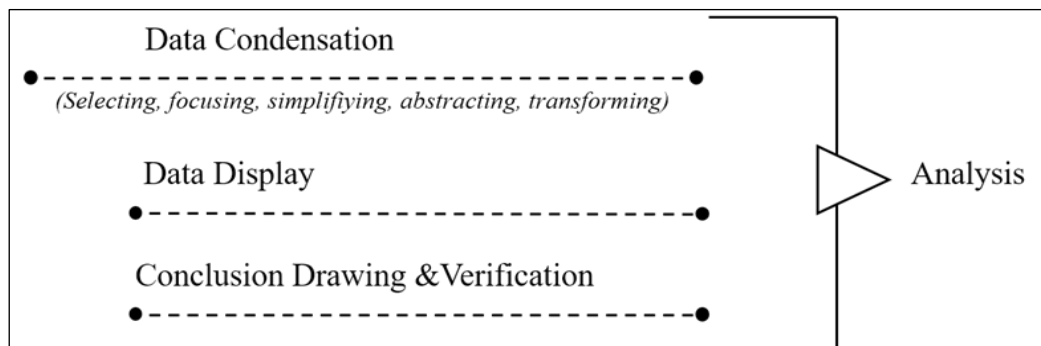 Data Condensation
(Selecting, focusing, simplifiying, abstracting, transforming)
Data Display
Analysis
Conclusion Drawing &Verification